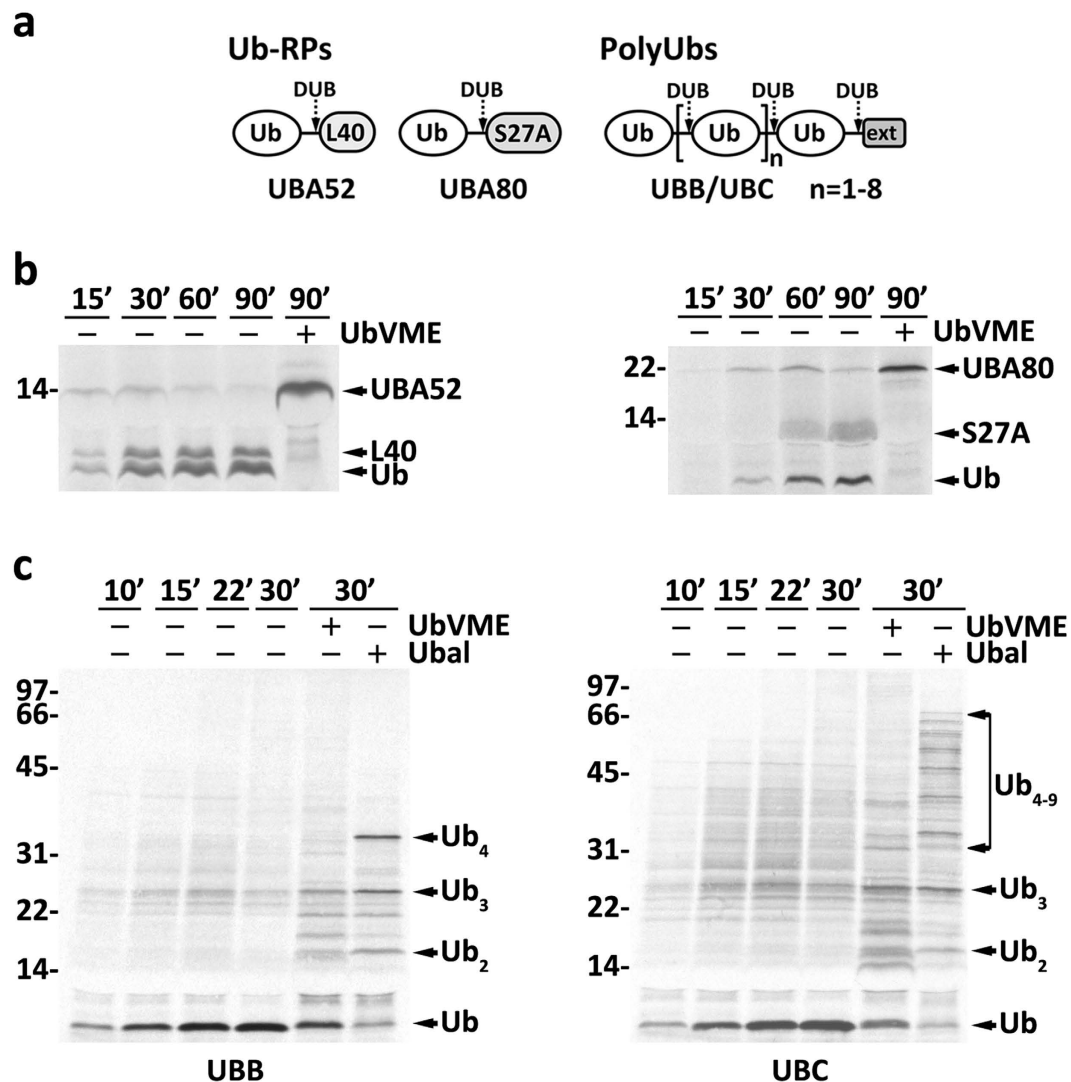 a
Ub-RPs
PolyUbs
DUB DUB DUB DUB DUB
Ub L40 Ub S27A Ub Ub n Ub ext
UBA52 UBA80 UBB/UBC n=1-8
b
15’ 30’ 60’ 90’ 90’
– – – – + UbVME
14-
UBA52
L40
Ub
15’ 30’ 60’ 90’ 90’
– – – – + UbVME
22-
14-
UBA80
S27A
Ub
c
10’ 15’ 22’ 30’ 30’
– – – – + – UbVME
– – – – – + Ubal
97-
66-
45-
31-
22-
14-
Ub4
Ub3
Ub2
Ub
UBB
10’ 15’ 22’ 30’ 30’
– – – – + – UbVME
– – – – – + Ubal
97-
66-
45-
31-
22-
14-
Ub4-9
Ub3
Ub2
Ub
UBC